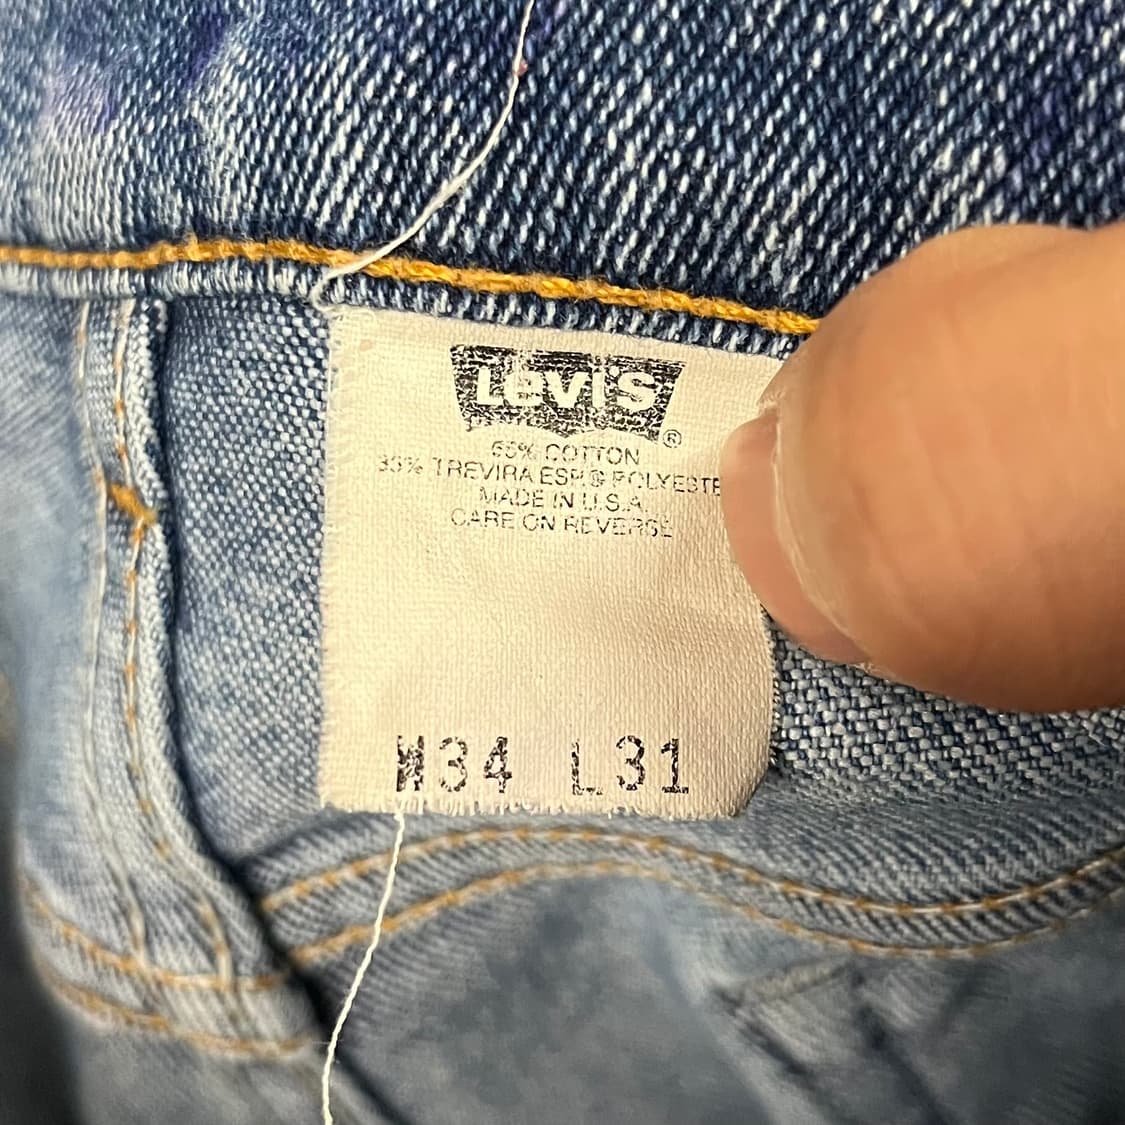 Levi's ®
65% COTTON
35% TREVIRA ESP® POLYESTE
MADE IN U.S.A.
CARE ON REVERSE
W34 L31